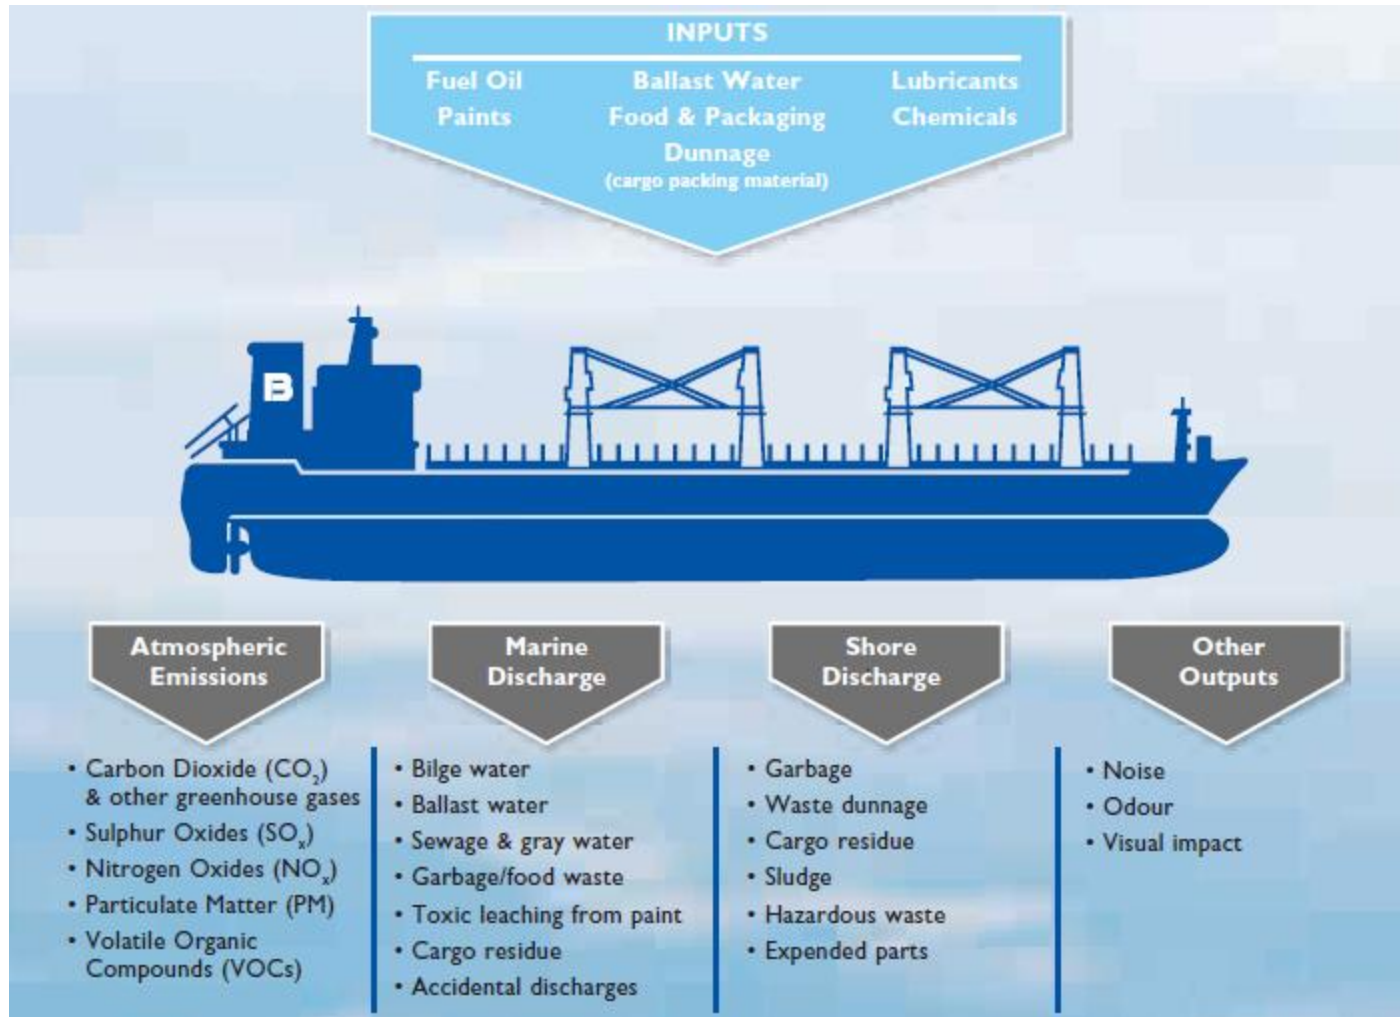 INPUTS
Fuel Oil
Paints
Ballast Water
Food & Packaging
Dunnage
(cargo packing material)
Lubricants
Chemicals
B
Atmospheric
Emissions
• Carbon Dioxide (CO₂)
& other greenhouse gases
• Sulphur Oxides (SOₓ)
• Nitrogen Oxides (NOₓ)
• Particulate Matter (PM)
• Volatile Organic
Compounds (VOCs)
Marine
Discharge
• Bilge water
• Ballast water
• Sewage & gray water
• Garbage/food waste
• Toxic leaching from paint
• Cargo residue
• Accidental discharges
Shore
Discharge
• Garbage
• Waste dunnage
• Cargo residue
• Sludge
• Hazardous waste
• Expended parts
Other
Outputs
• Noise
• Odour
• Visual impact